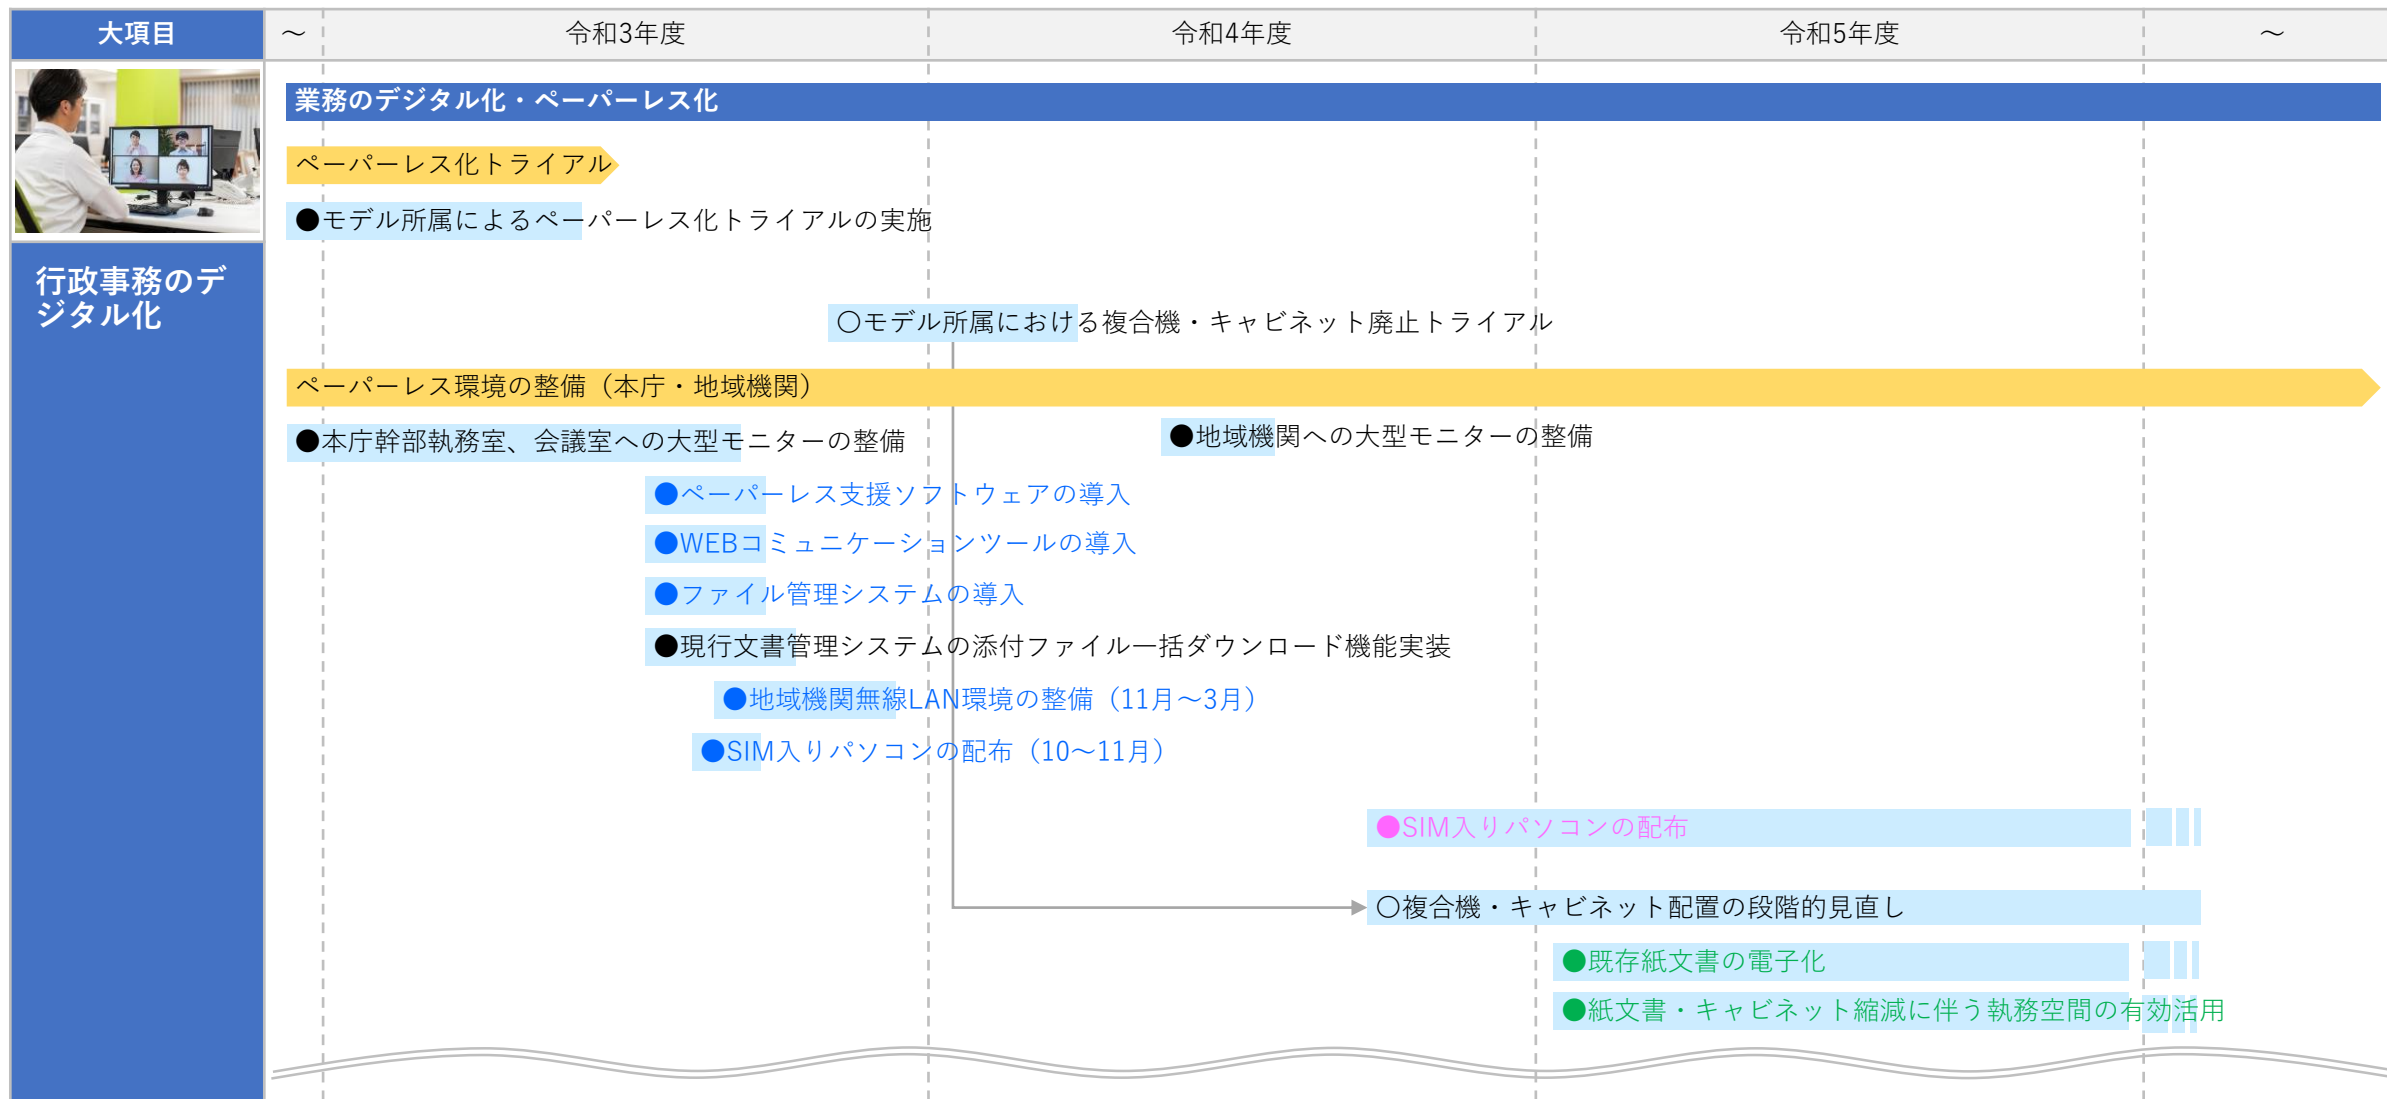 大項目
～
令和3年度
令和4年度
令和5年度
～
業務のデジタル化・ペーパーレス化
ペーパーレス化トライアル
●モデル所属によるペーパーレス化トライアルの実施
行政事務のデ
ジタル化
〇モデル所属における複合機・キャビネット廃止トライアル
ペーパーレス環境の整備（本庁・地域機関）
●本庁幹部執務室、会議室への大型モニターの整備
●地域機関への大型モニターの整備
●ペーパーレス支援ソフトウェアの導入
●WEBコミュニケーションツールの導入
●ファイル管理システムの導入
●現行文書管理システムの添付ファイル一括ダウンロード機能実装
●地域機関無線LAN環境の整備（11月～3月）
●SIM入りパソコンの配布（10～11月）
●SIM入りパソコンの配布
〇複合機・キャビネット配置の段階的見直し
●既存紙文書の電子化
●紙文書・キャビネット縮減に伴う執務空間の有効活用